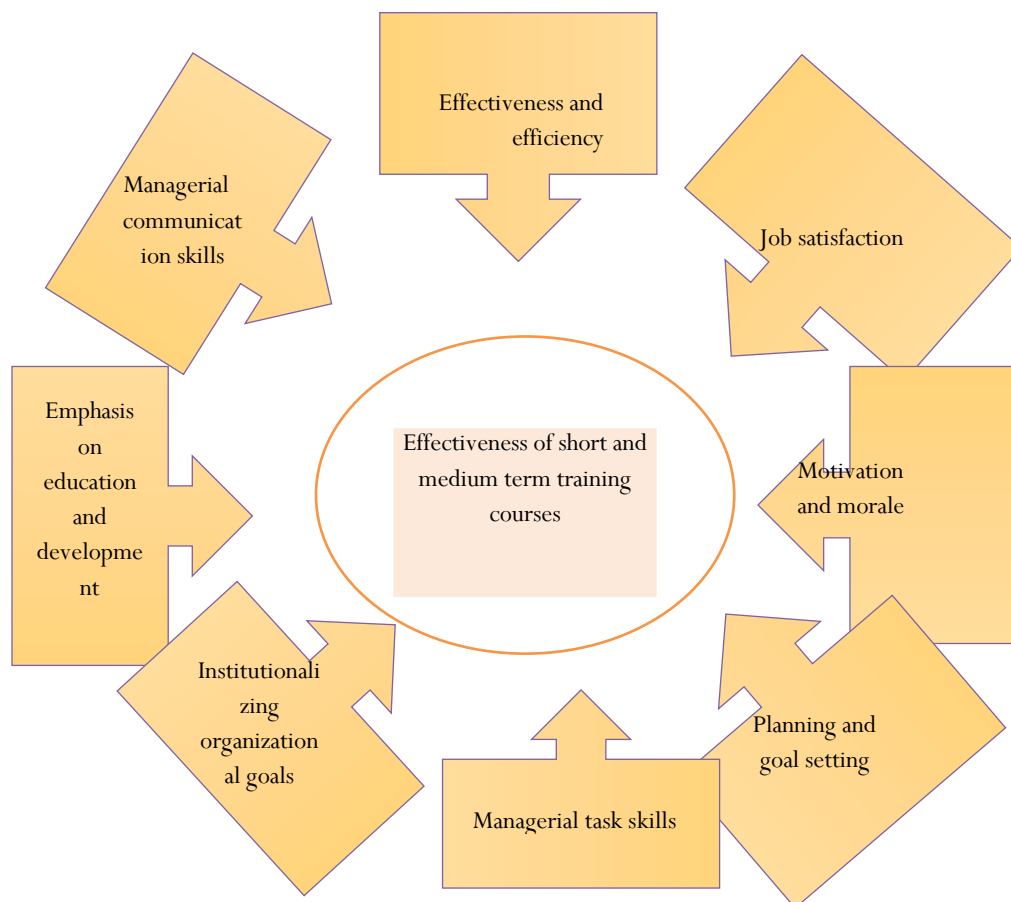 Effectiveness and
efficiency
Managerial
communicat
ion skills
Job satisfaction
Emphasis
on
education
and
developme
nt
Effectiveness of short and
medium term training
courses
Motivation
and morale
Institutionali
zing
organization
al goals
Planning and
goal setting
Managerial task skills